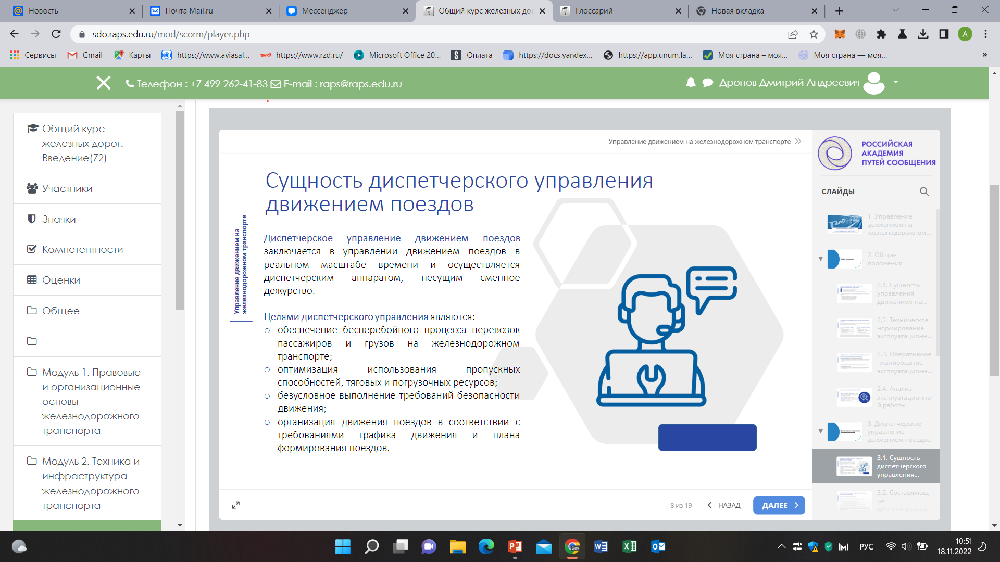 Новость
Почта Mail.ru
Мессенджер
Общий курс железных дор
Глоссарий
Новая вкладка
sdo.raps.edu.ru/mod/scorm/player.php
A
Сервисы
Gmail
Карты
https://www.aviasal...
https://www.rzd.ru/
Microsoft Office 20...
Оплата
https://docs.yandex...
https://app.unum.la...
Моя страна – моя...
Моя страна — моя...
»
Телефон : +7 499 262-41-83 E-mail : raps@raps.edu.ru
Дронов Дмитрий Андреевич
Общий курс
железных дорог.
Введение(72)
Участники
Значки
Компетентности
Оценки
Общее
Модуль 1. Правовые
и организационные
основы
железнодорожного
транспорта
Модуль 2. Техника и
инфраструктура
железнодорожного
транспорта
Управление движением на железнодорожном транспорте
Сущность диспетчерского управления
движением поездов
Управление движением на
железнодорожном транспорте
Диспетчерское управление движением поездов
заключается в управлении движением поездов в
реальном масштабе времени и осуществляется
диспетчерским аппаратом, несущим сменное
дежурство.
Целями диспетчерского управления являются:
обеспечение бесперебойного процесса перевозок
пассажиров и грузов на железнодорожном
транспорте;
оптимизация использования пропускных
способностей, тяговых и погрузочных ресурсов;
безусловное выполнение требований безопасности
движения;
организация движения поездов в соответствии с
требованиями графика движения и плана
формирования поездов.
8 из 19
НАЗАД
ДАЛЕЕ
РОССИЙСКАЯ
АКАДЕМИЯ
ПУТЕЙ СООБЩЕНИЯ
СЛАЙДЫ
1. Управление
движением на
железнодорожном...
2. Общие
положения
2.1. Сущность
управления
движением на...
2.2. Техническое
нормирование
эксплуатационн...
2.3. Оперативное
планирование
эксплуатационн...
2.4. Анализ
эксплуатационно
й работы
3. Диспетчерское
управление
движением поездов
3.1. Сущность
диспетчерского
управления...
3.2. Составляющ
ие
диспетчерского...
РУС
10:51
18.11.2022